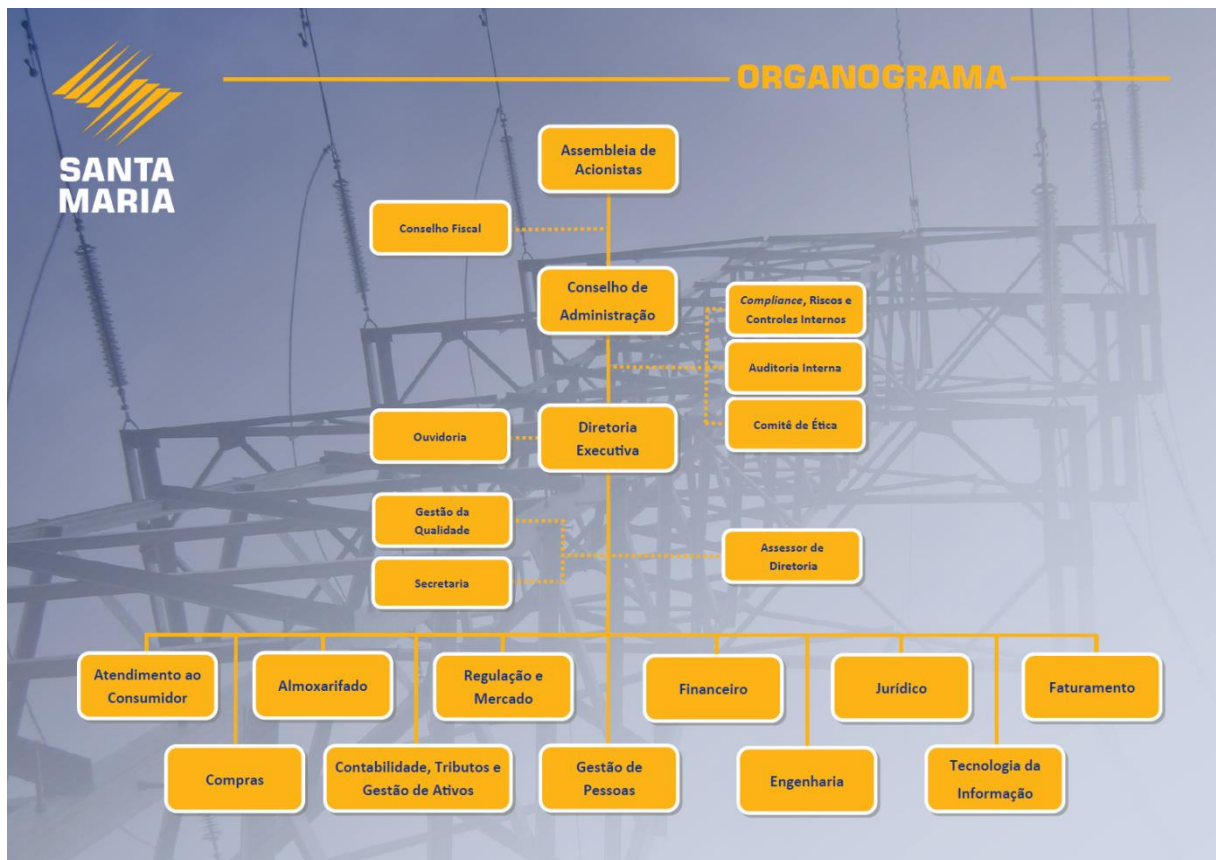 SANTA
MARIA
ORGANOGRAMA
Assembleia de
Acionistas
Conselho Fiscal
Conselho de
Administração
Compliance, Riscos e
Controles Internos
Auditoria Interna
Comitê de Ética
Ouvidoria
Diretoria
Executiva
Gestão da
Qualidade
Secretaria
Assessor de
Diretoria
Atendimento ao
Consumidor
Almoxarifado
Regulação e
Mercado
Financeiro
Jurídico
Faturamento
Compras
Contabilidade, Tributos e
Gestão de Ativos
Gestão de
Pessoas
Engenharia
Tecnologia da
Informação